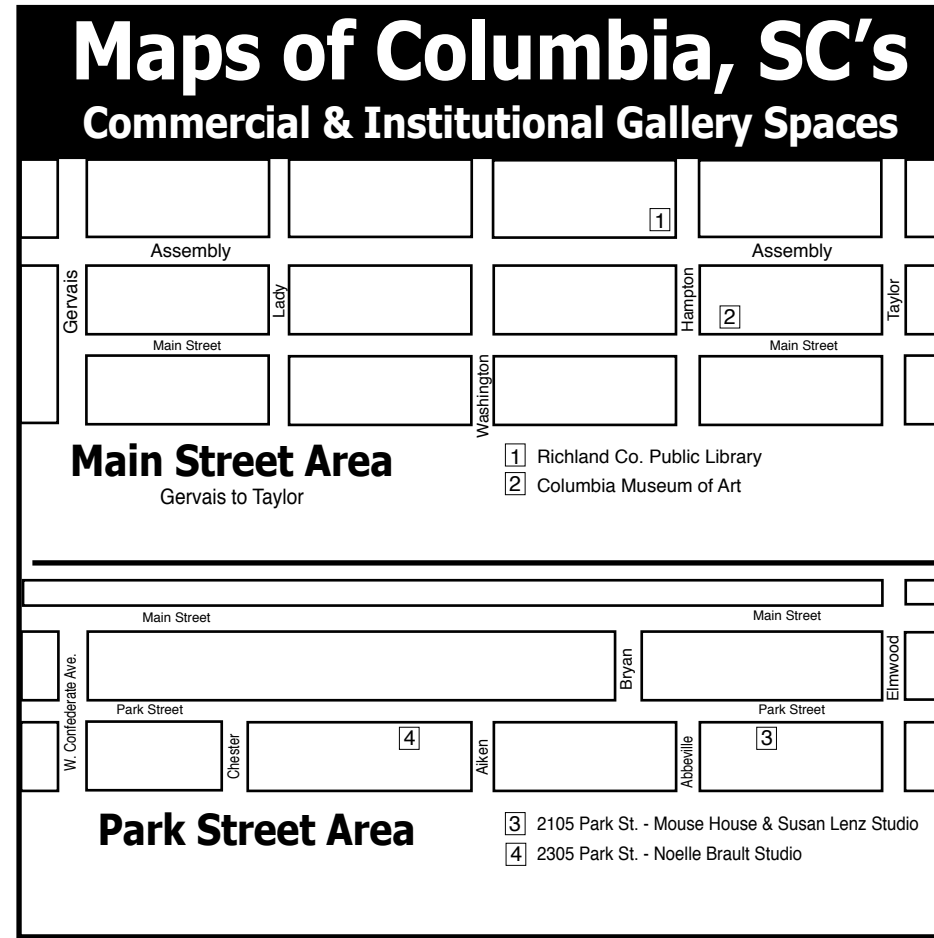 Maps of Columbia, SC's
Commercial & Institutional Gallery Spaces
1
Assembly
Assembly
Gervais
Lady
Hampton
Taylor
2
Main Street
Main Street
Washington
Main Street Area
Gervais to Taylor
1 Richland Co. Public Library
2 Columbia Museum of Art
Main Street
Main Street
W. Confederate Ave.
Bryan
Elmwood
Park Street
Park Street
Chester
4
Aiken
Abbeville
3
Park Street Area
3 2105 Park St. - Mouse House & Susan Lenz Studio
4 2305 Park St. - Noelle Brault Studio